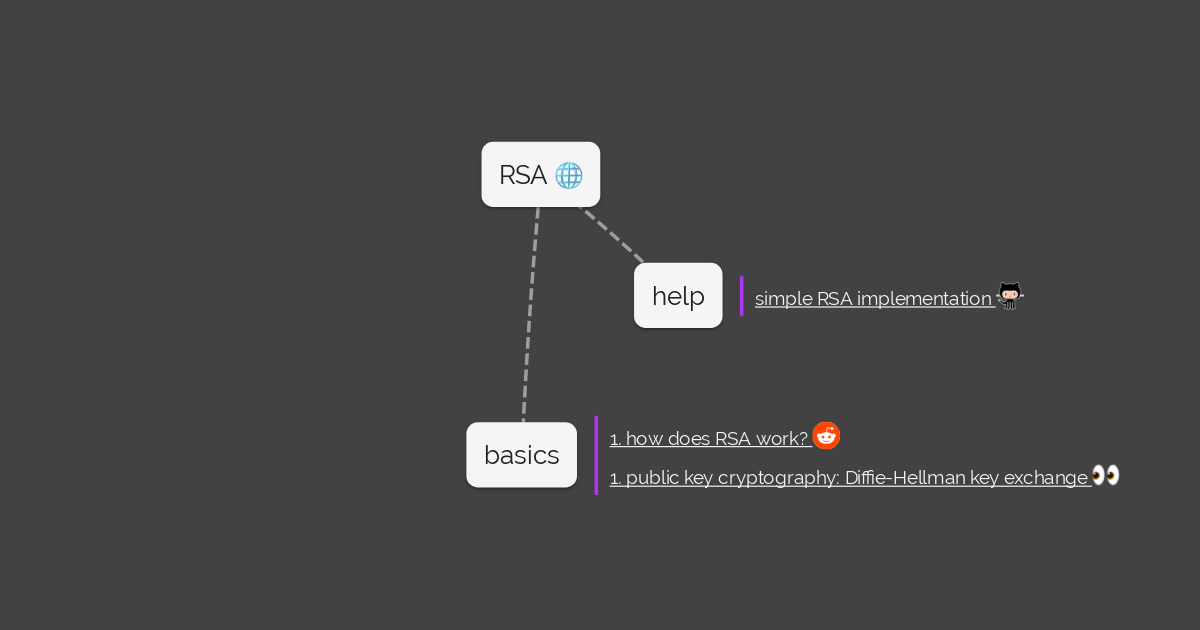 RSA 🌐
help
simple RSA implementation
basics
1. how does RSA work?
1. public key cryptography: Diffie-Hellman key exchange 👀